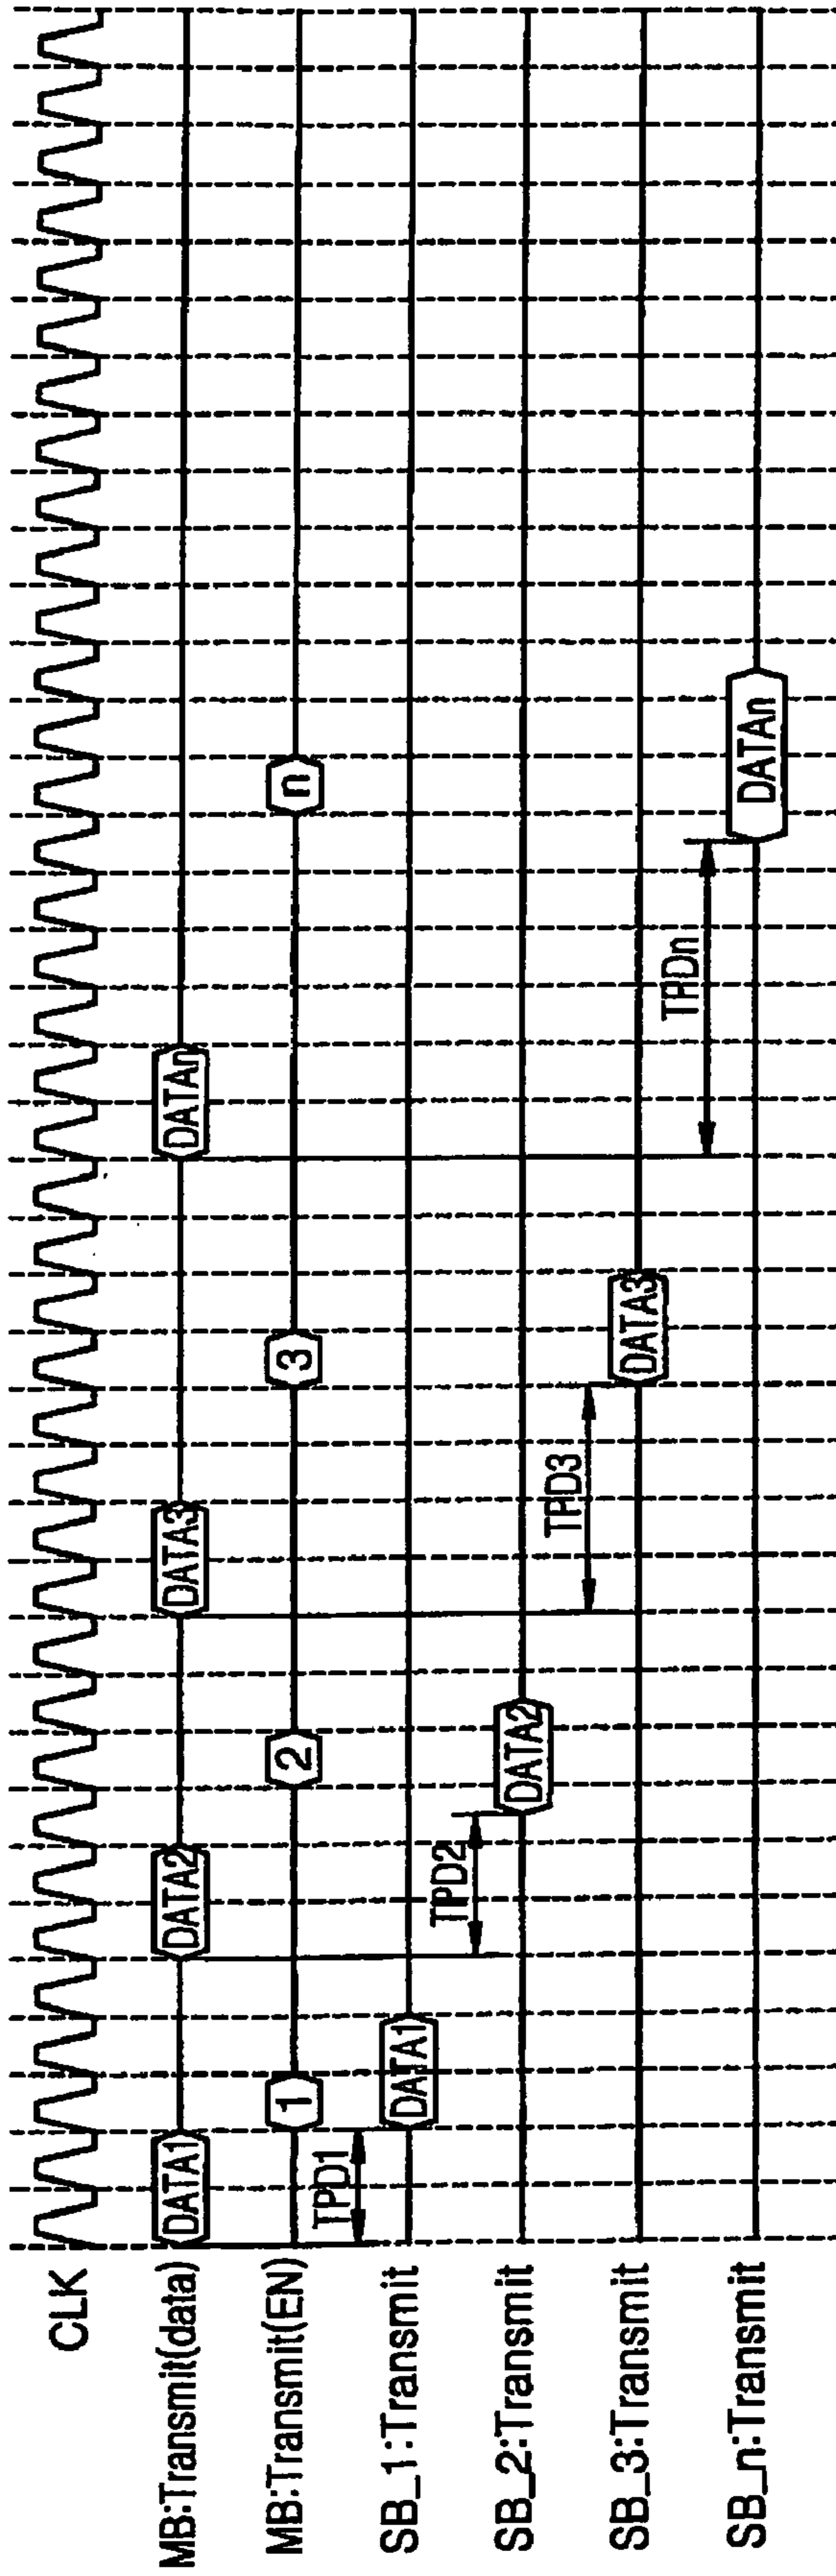 CLK
MB:Transmit(data)
DATA1
DATA2
DATA3
DATAn
MB:Transmit(EN)
1
2
3
n
TPD1
SB_1:Transmit
DATA1
TPD2
SB_2:Transmit
DATA2
TPD3
SB_3:Transmit
DATA3
TPDn
SB_n:Transmit
DATAn